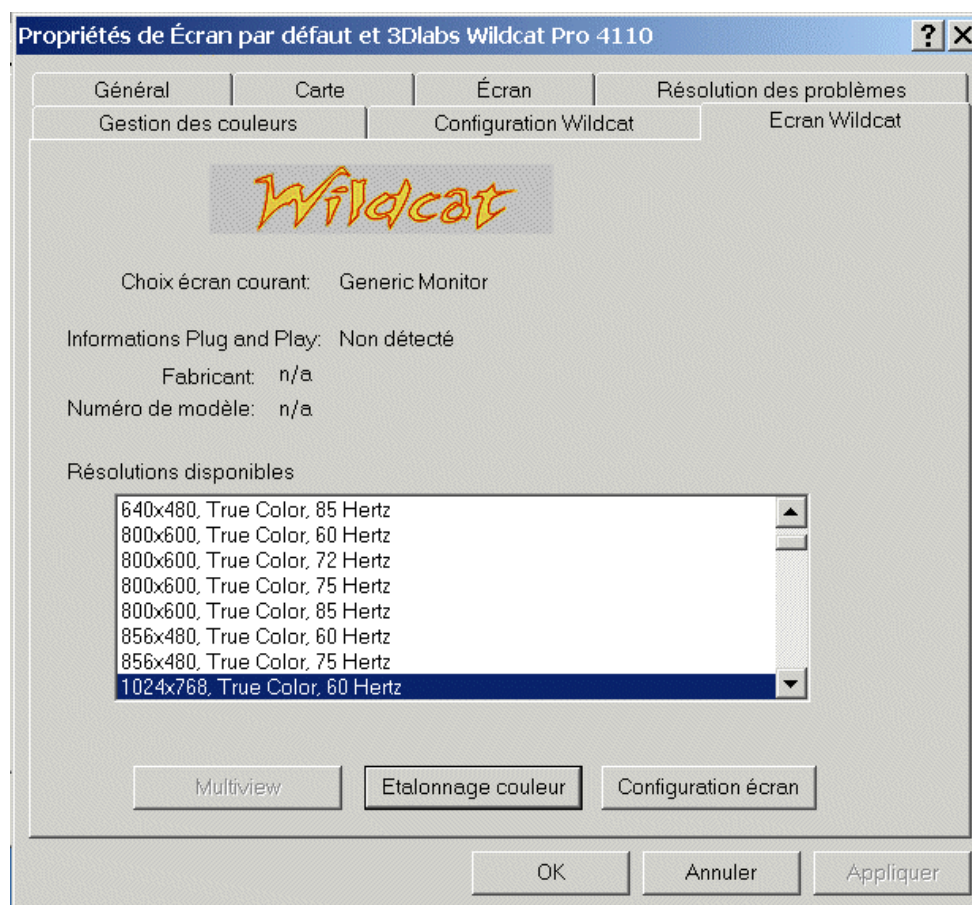 Propriétés de Écran par défaut et 3Dlabs Wildcat Pro 4110
Général Carte Écran Résolution des problèmes
Gestion des couleurs Configuration Wildcat Ecran Wildcat
Wildcat
Choix écran courant: Generic Monitor
Informations Plug and Play: Non détecté
Fabricant: n/a
Numéro de modèle: n/a
Résolutions disponibles
640x480, True Color, 85 Hertz
800x600, True Color, 60 Hertz
800x600, True Color, 72 Hertz
800x600, True Color, 75 Hertz
800x600, True Color, 85 Hertz
856x480, True Color, 60 Hertz
856x480, True Color, 75 Hertz
1024x768, True Color, 60 Hertz
Multiview Etalonnage couleur Configuration écran
OK Annuler Appliquer